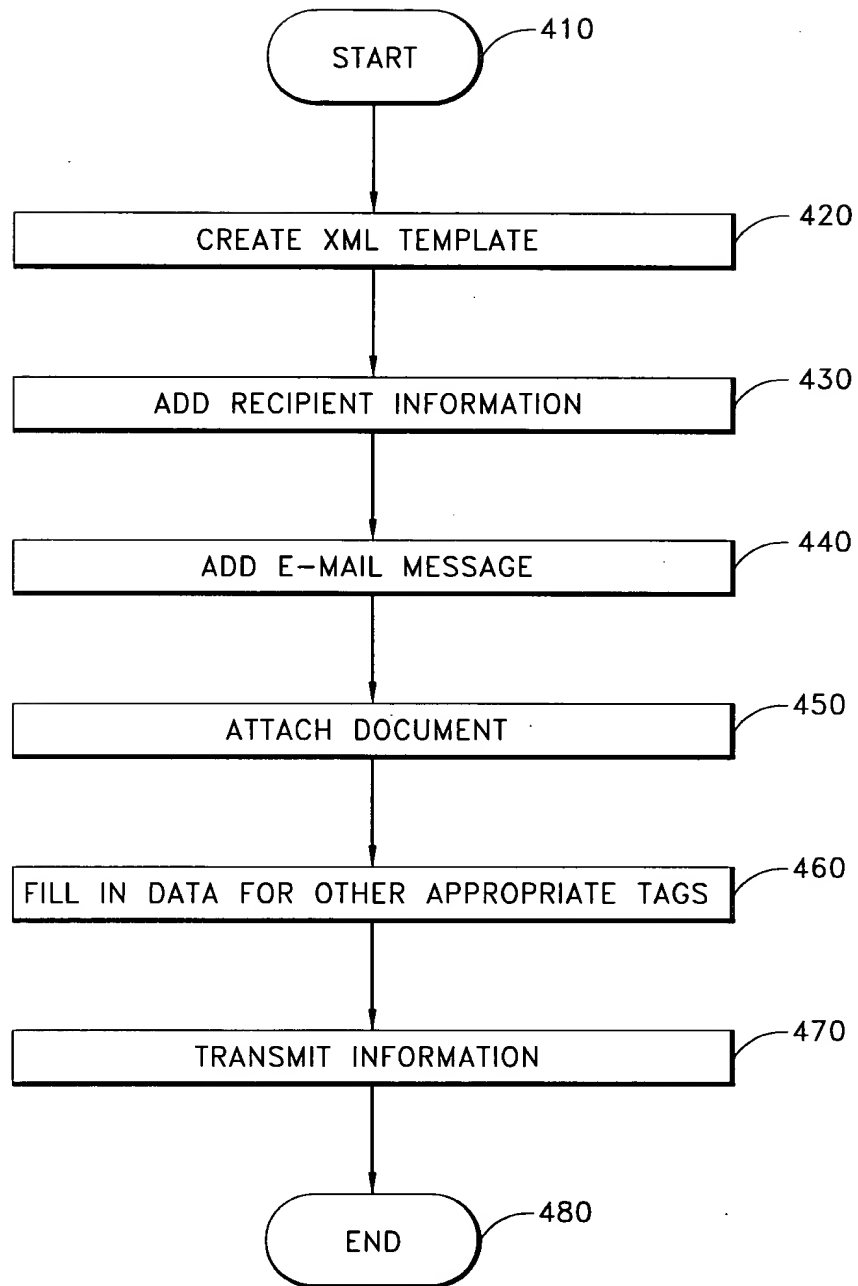 START
410
CREATE XML TEMPLATE
420
ADD RECIPIENT INFORMATION
430
ADD E-MAIL MESSAGE
440
ATTACH DOCUMENT
450
FILL IN DATA FOR OTHER APPROPRIATE TAGS
460
TRANSMIT INFORMATION
470
END
480